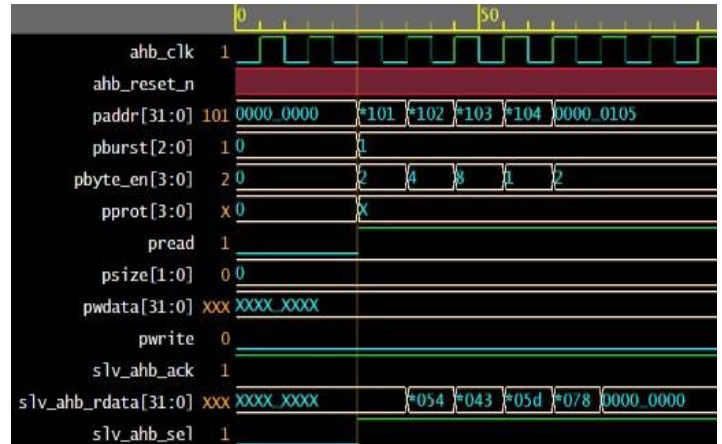 0 50
ahb_clk 1
ahb_reset_n
paddr[31:0] 101 0000_0000 *101 *102 *103 *104 0000_0105
pburst[2:0] 1 0 1
pbyte_en[3:0] 2 0 2 4 8 1 2
pprot[3:0] X 0 X
pread 1
psize[1:0] 0 0
pwdata[31:0] XXX XXXX_XXXX
pwrite 0
slv_ahb_ack 1
slv_ahb_rdata[31:0] XXX XXXX_XXXX *054 *043 *05d *078 0000_0000
slv_ahb_sel 1